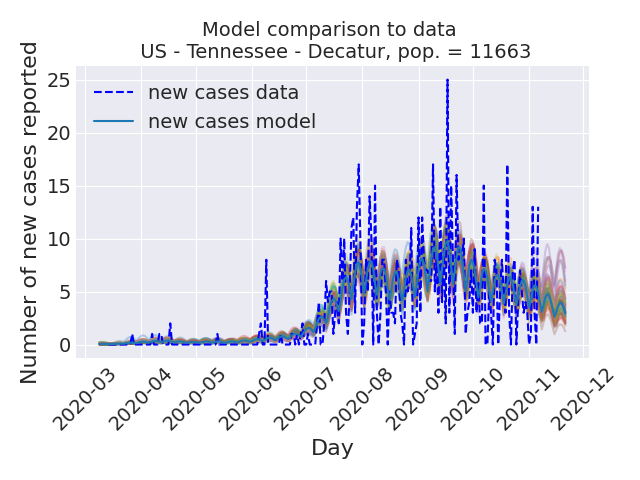 Model comparison to data
US - Tennessee - Decatur, pop. = 11663
Number of new cases reported
25
20
15
10
5
0
new cases data
new cases model
2020-03
2020-04
2020-05
2020-06
2020-07
2020-08
2020-09
2020-10
2020-11
2020-12
Day